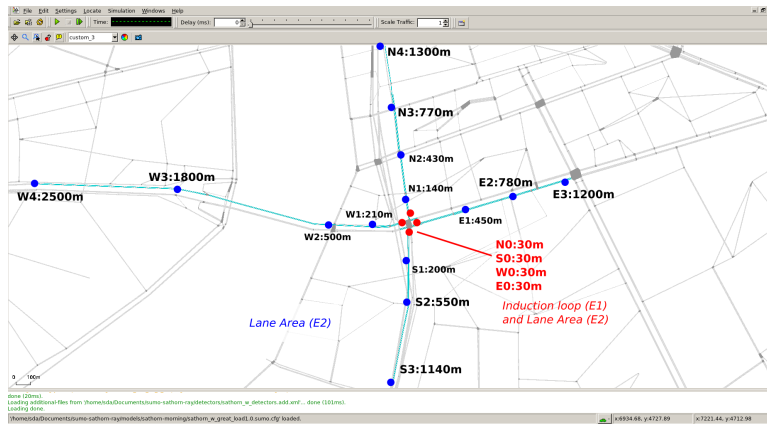 File Edit Settings Locate Simulation Windows Help
Time: Delay (ms): 0 Scale Traffic: 1
custom_3
N4:1300m
N3:770m
N2:430m
W3:1800m
E2:780m
W4:2500m
N1:140m
E3:1200m
W1:210m
E1:450m
W2:500m
N0:30m
S0:30m
W0:30m
E0:30m
S1:200m
S2:550m
Induction loop (E1)
and Lane Area (E2)
Lane Area (E2)
S3:1140m
0 100m
done (20ms).
Loading additional-files from '/home/sda/Documents/sumo-sathorn-ray/detectors/sathorn_w_detectors.add.xml'... done (101ms).
Loading done.
'/home/sda/Documents/sumo-sathorn-ray/models/sathorn-morning/sathorn_w_great_load1.0.sumo.cfg' loaded.
x:6934.68, y:4727.89
x:7221.44, y:4712.98